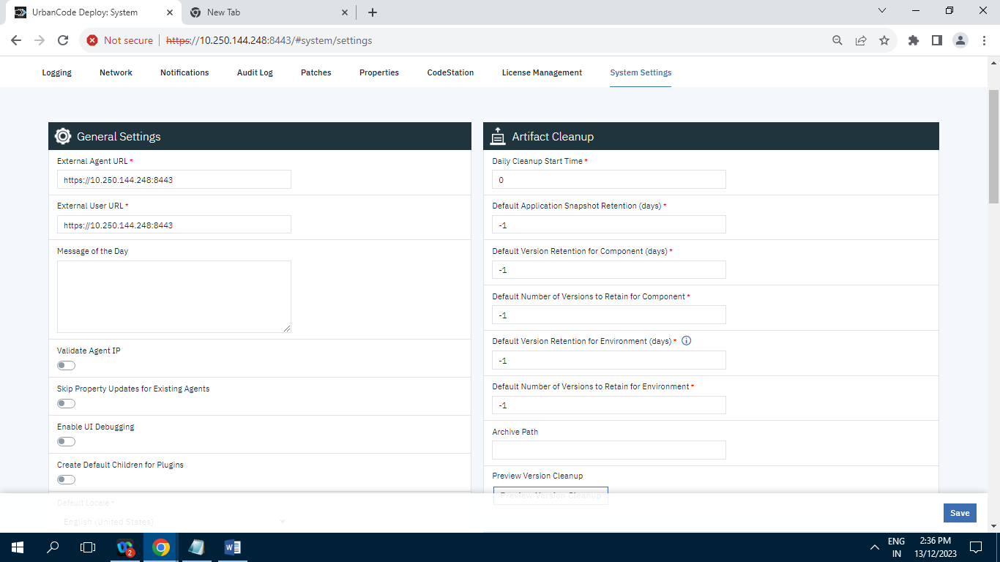 UrbanCode Deploy: System
New Tab
Not secure https://10.250.144.248:8443/#system/settings
Logging Network Notifications Audit Log Patches Properties CodeStation License Management System Settings
General Settings
External Agent URL *
https://10.250.144.248:8443
External User URL *
https://10.250.144.248:8443
Message of the Day
Validate Agent IP
Skip Property Updates for Existing Agents
Enable UI Debugging
Create Default Children for Plugins
Default Locale *
English (United States)
Artifact Cleanup
Daily Cleanup Start Time *
0
Default Application Snapshot Retention (days) *
-1
Default Version Retention for Component (days) *
-1
Default Number of Versions to Retain for Component *
-1
Default Version Retention for Environment (days) *
-1
Default Number of Versions to Retain for Environment *
-1
Archive Path
Preview Version Cleanup
Preview Version Cleanup
Save
2
ENG
IN
2:36 PM
13/12/2023